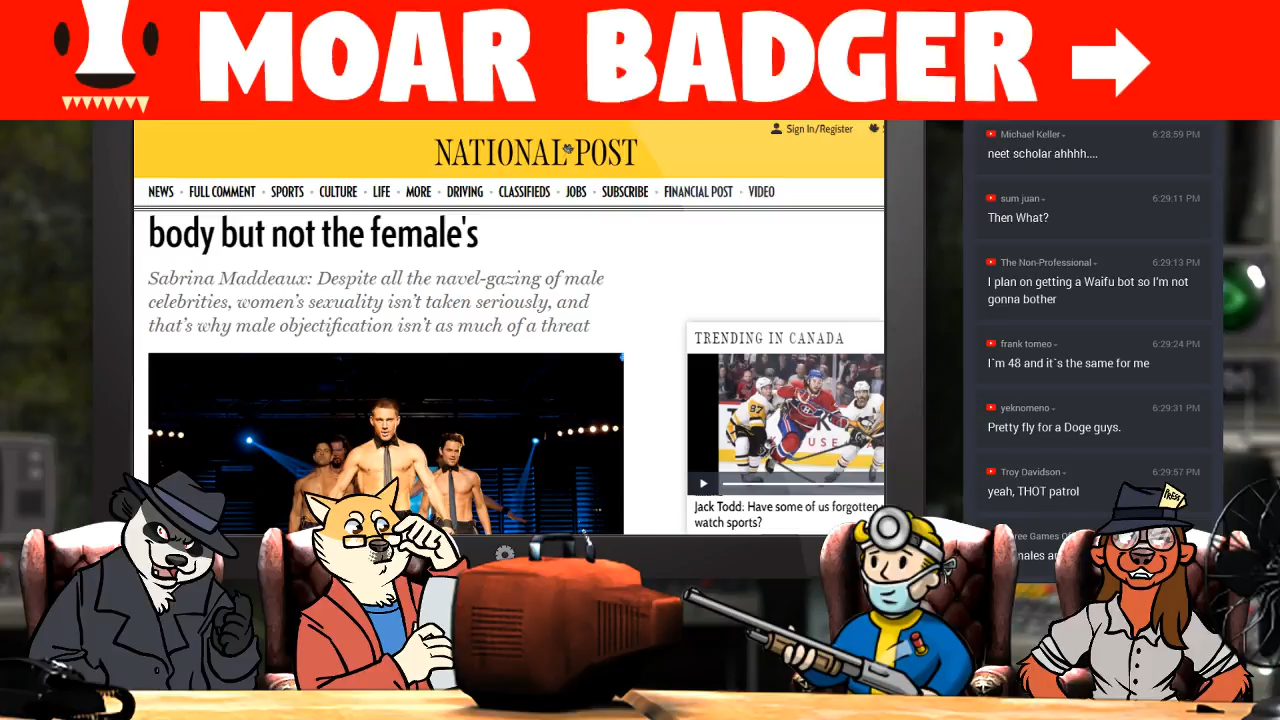 MOAR BADGER
Sign In/Register
NATIONAL POST
NEWS • FULL COMMENT • SPORTS • CULTURE • LIFE • MORE • DRIVING • CLASSIFIEDS • JOBS • SUBSCRIBE • FINANCIAL POST • VIDEO
body but not the female's
Sabrina Maddeaux: Despite all the navel-gazing of male
celebrities, women's sexuality isn't taken seriously, and
that's why male objectification isn't as much of a threat
TRENDING IN CANADA
87
USE
Jack Todd: Have some of us forgotten
watch sports?
Michael Keller 6:28:59 PM
neet scholar ahhhh....
sum juan 6:29:11 PM
Then What?
The Non-Professional 6:29:13 PM
I plan on getting a Waifu bot so I'm not
gonna bother
frank tomeo 6:29:24 PM
I`m 48 and it`s the same for me
yeknomeno 6:29:31 PM
Pretty fly for a Doge guys.
Troy Davidson 6:29:57 PM
yeah, THOT patrol
PRESS
Games